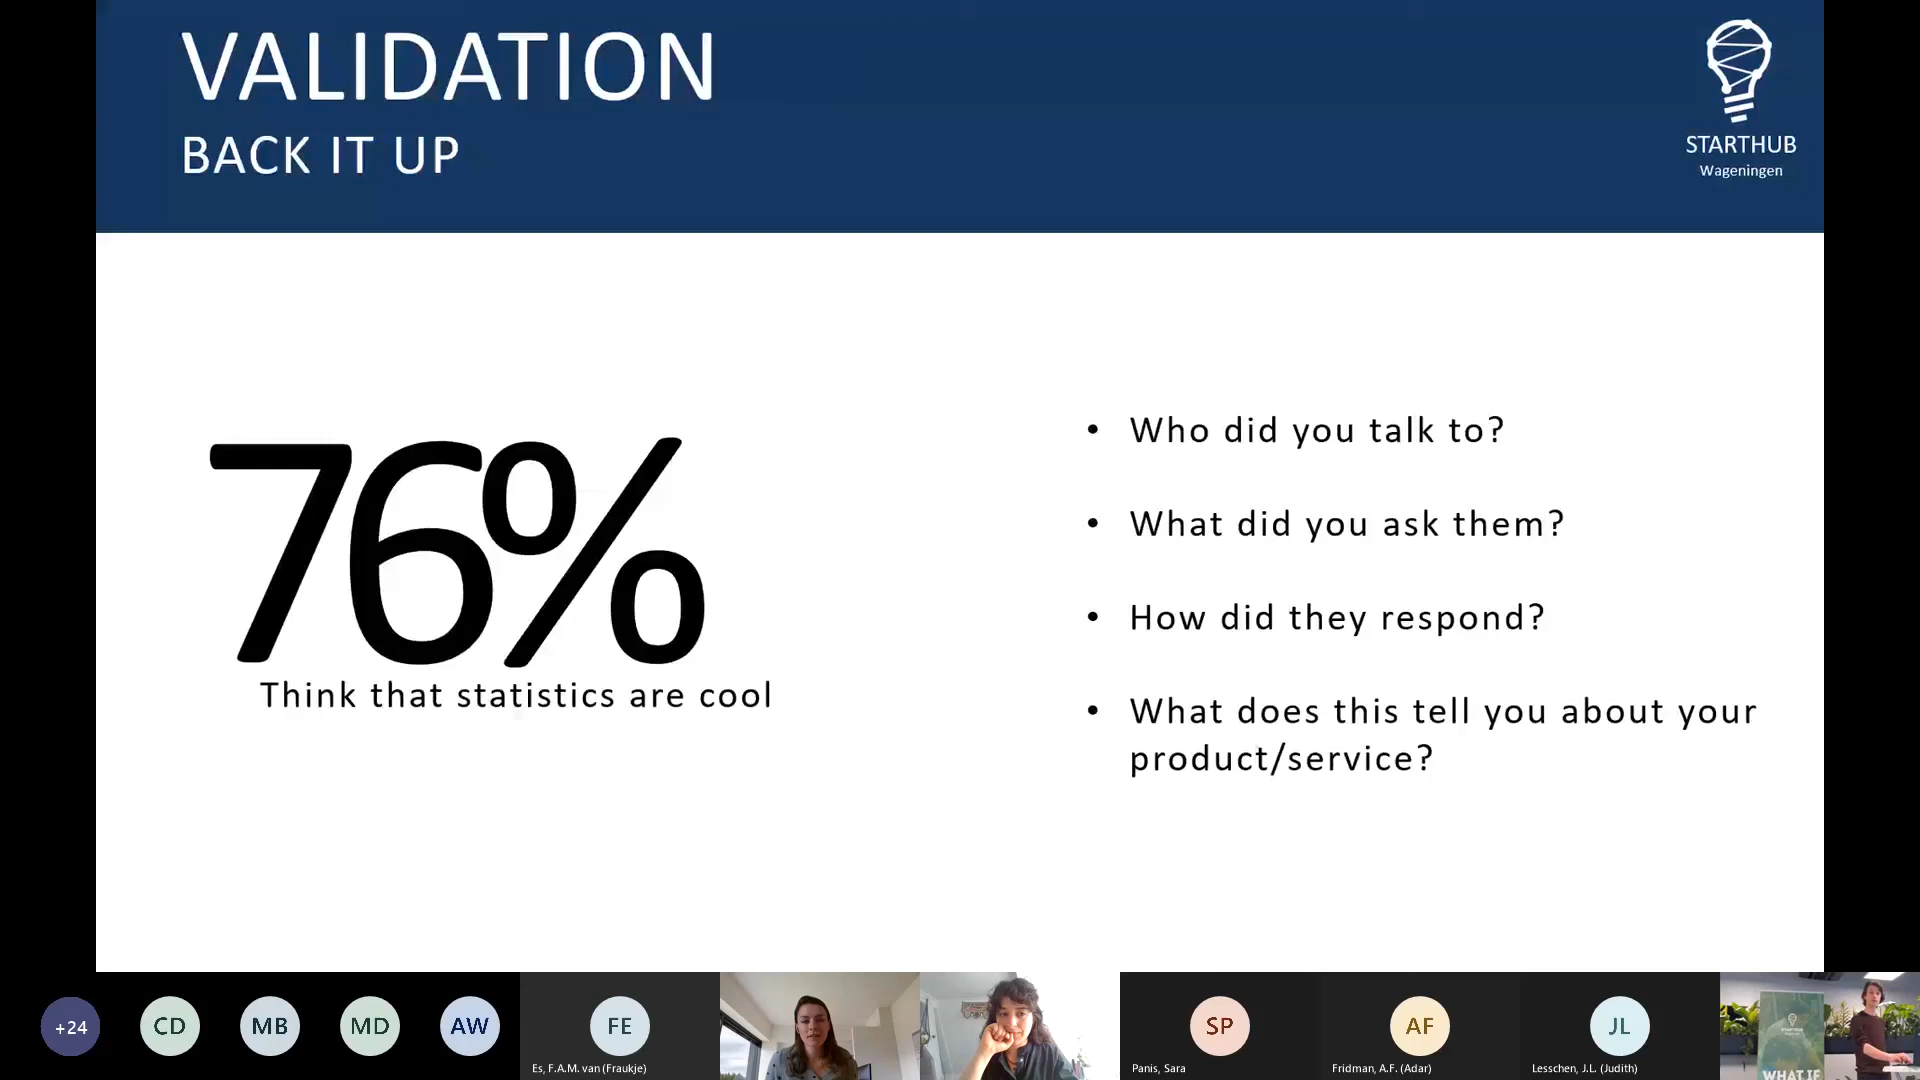 VALIDATION
BACK IT UP
STARTHUB
Wageningen
76%
Think that statistics are cool
• Who did you talk to?
• What did you ask them?
• How did they respond?
• What does this tell you about your
product/service?
+24
CD
MB
MD
AW
FE
Es, F.A.M. van (Fraukje)
SP
Panis, Sara
AF
Fridman, A.F. (Adar)
JL
Lesschen, J.L. (Judith)
STARTHUB
WHAT IF